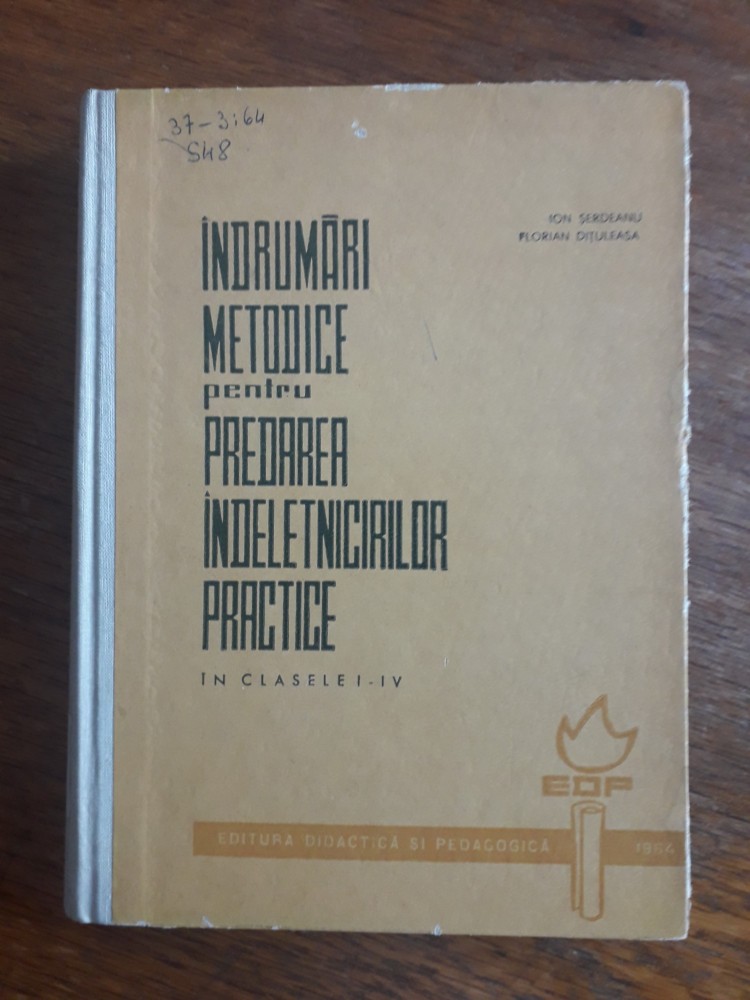 37-3:64
S48
ION ȘERDEANU
FLORIAN DIȚULEASA
ÎNDRUMĂRI
METODICE
pentru
PREDAREA
ÎNDELETNICIRILOR
PRACTICE
ÎN CLASELE I-IV
EDP
EDITURA DIDACTICĂ ȘI PEDAGOGICĂ 1964